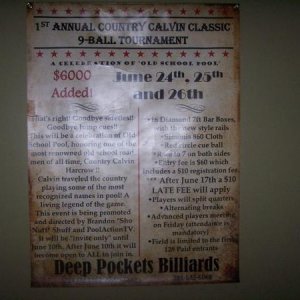 1ST ANNUAL COUNTRY CALVIN CLASSIC
9-BALL TOURNAMENT
A CELEBRATION OF "OLD SCHOOL POOL"
$6000
Added!
June 24th, 25th
and 26th
That's right! Goodbye sidelies!!
Goodbye jump cues!!
This will be a celebration of Old
School Pool, honoring one of the
most renowned old school road
men of all time, Country Calvin
Harcrow !!
Calvin traveled the country
playing some of the most
recognized names in pool! A
living legend of the game.
This event is being promoted
and directed by Brandon "Sho
Nuff" Shuff and PoolActionTV.
It will be "invite only" until
June 10th. After June 10th it will
become open to ALL to join in.
•18 Diamond 7ft Bar Boxes,
with the new style rails
• Simonis 860 Cloth
• Red circle cue ball
• Race to 7 on both sides
• Entry fee is $60 which
includes a $10 registration fee
** After June 17th a $10
LATE FEE will apply
• Players will split quarters
• Alternating breaks
• Advanced players meeting
on Friday (attendance is
mandatory)
• Field is limited to the first
128 Paid entrants
Deep Pockets Billiards